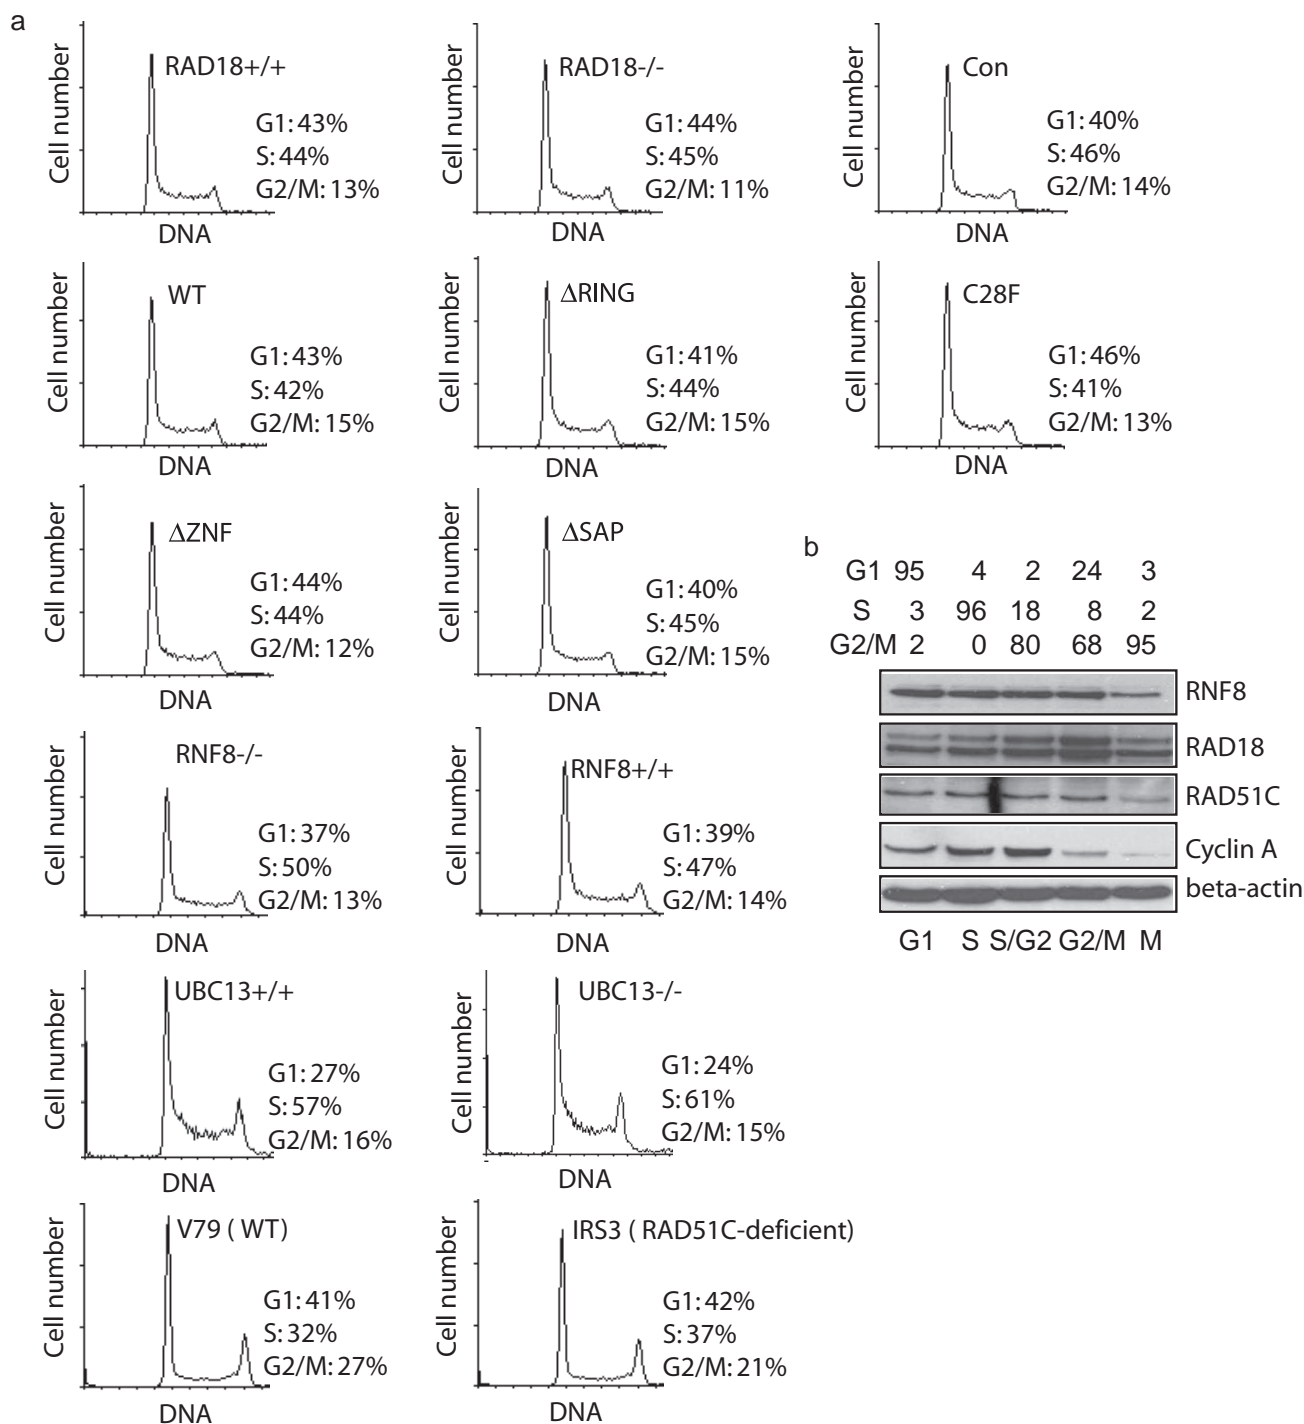 a
Cell number
RAD18+/+
G1: 43%
S: 44%
G2/M: 13%
DNA
Cell number
RAD18-/-
G1: 44%
S: 45%
G2/M: 11%
DNA
Cell number
Con
G1: 40%
S: 46%
G2/M: 14%
DNA
Cell number
WT
G1: 43%
S: 42%
G2/M: 15%
DNA
Cell number
ΔRING
G1: 41%
S: 44%
G2/M: 15%
DNA
Cell number
C28F
G1: 46%
S: 41%
G2/M: 13%
DNA
Cell number
ΔZNF
G1: 44%
S: 44%
G2/M: 12%
DNA
Cell number
ΔSAP
G1: 40%
S: 45%
G2/M: 15%
DNA
Cell number
RNF8-/-
G1: 37%
S: 50%
G2/M: 13%
DNA
Cell number
RNF8+/+
G1: 39%
S: 47%
G2/M: 14%
DNA
Cell number
UBC13+/+
G1: 27%
S: 57%
G2/M: 16%
DNA
Cell number
UBC13-/-
G1: 24%
S: 61%
G2/M: 15%
DNA
Cell number
V79 ( WT)
G1: 41%
S: 32%
G2/M: 27%
DNA
Cell number
IRS3 ( RAD51C-deficient)
G1: 42%
S: 37%
G2/M: 21%
DNA
b
G1 95 4 2 24 3
S 3 96 18 8 2
G2/M 2 0 80 68 95
RNF8
RAD18
RAD51C
Cyclin A
beta-actin
G1 S S/G2 G2/M M